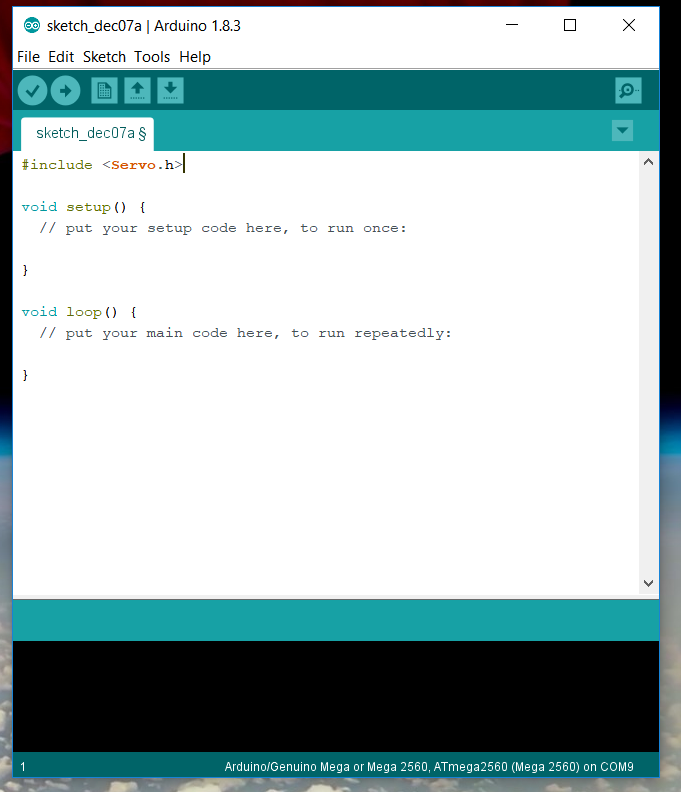 sketch_dec07a | Arduino 1.8.3
File Edit Sketch Tools Help
sketch_dec07a §
#include <Servo.h>
void setup() {
// put your setup code here, to run once:
}
void loop() {
// put your main code here, to run repeatedly:
}
1 Arduino/Genuino Mega or Mega 2560, ATmega2560 (Mega 2560) on COM9